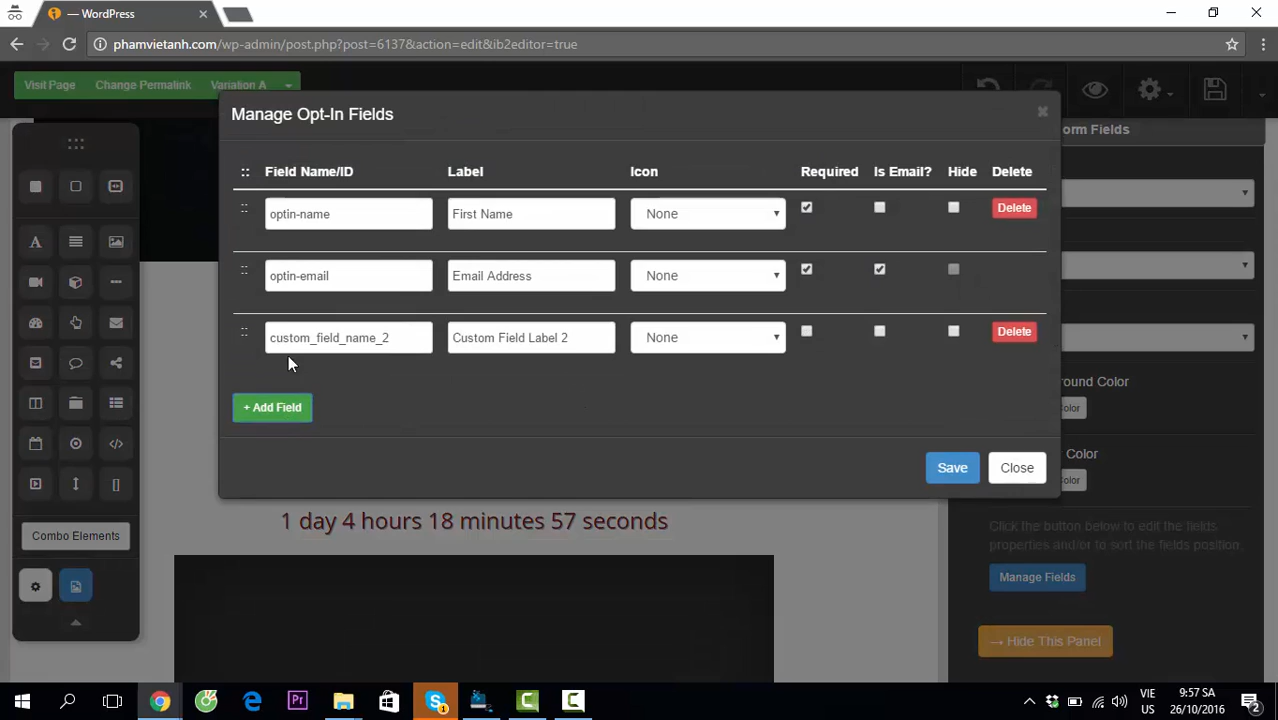 — WordPress
phamvietanh.com/wp-admin/post.php?post=6137&action=edit&ib2editor=true
Visit Page Change Permalink Variation A
Manage Opt-In Fields
orm Fields
:: Field Name/ID Label Icon Required Is Email? Hide Delete
:: optin-name First Name None Delete
:: optin-email Email Address None
:: custom_field_name_2 Custom Field Label 2 None Delete
+ Add Field
Save Close
round Color
Color
Color
Color
1 day 4 hours 18 minutes 57 seconds
Click the button below to edit the fields
properties and/or to sort the fields position.
Combo Elements
Manage Fields
→ Hide This Panel
VIE
US
9:57 SA
26/10/2016